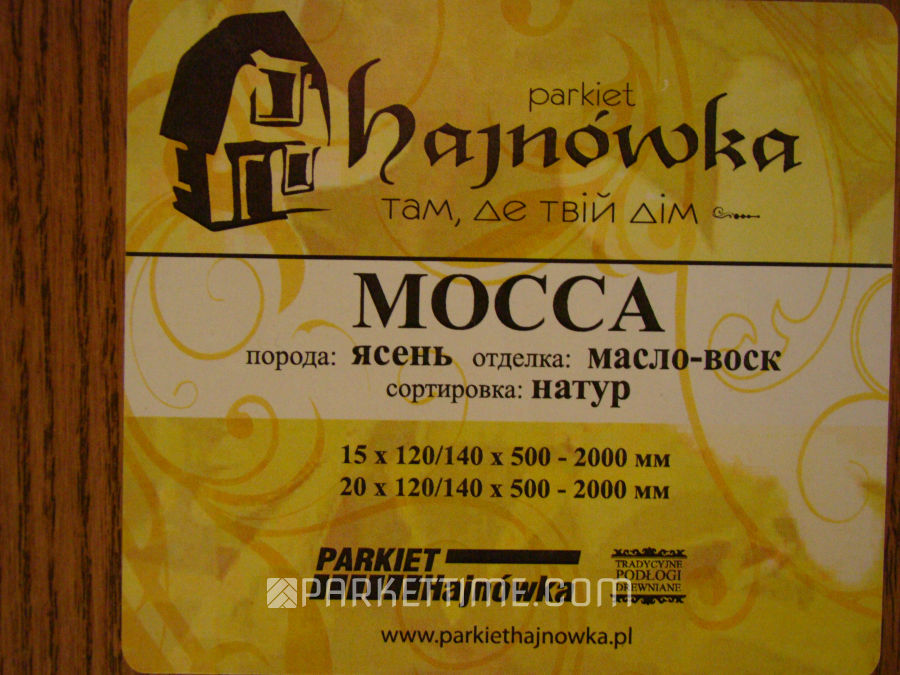 parkiet
hajnówka
там, де твій дім
МОССА
порода: ясень отделка: масло-воск
сортировка: натур
15 x 120/140 x 500 - 2000 мм
20 x 120/140 x 500 - 2000 мм
PARKIET
Hajnówka
TRADYCYJNE
PODŁOGI
DREWNIANE
PARKETTIME.COM
www.parkiethajnowka.pl